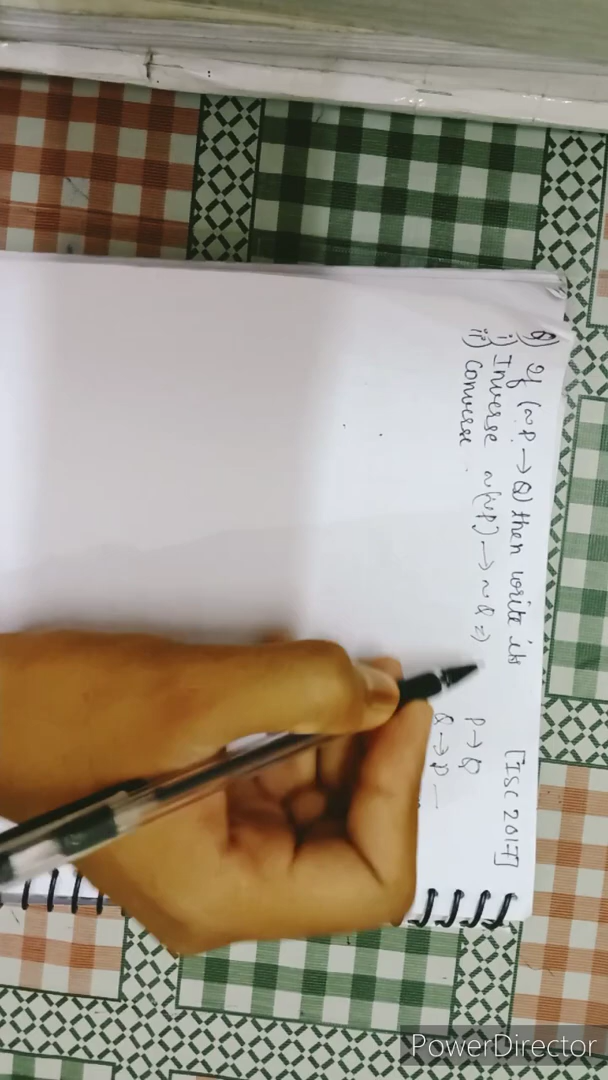 Q) If (~P → Q) then write its [ISC 2017]
i) Inverse ~(~P) → ~Q ⇒ P → Q
ii) Converse Q → P –
PowerDirector